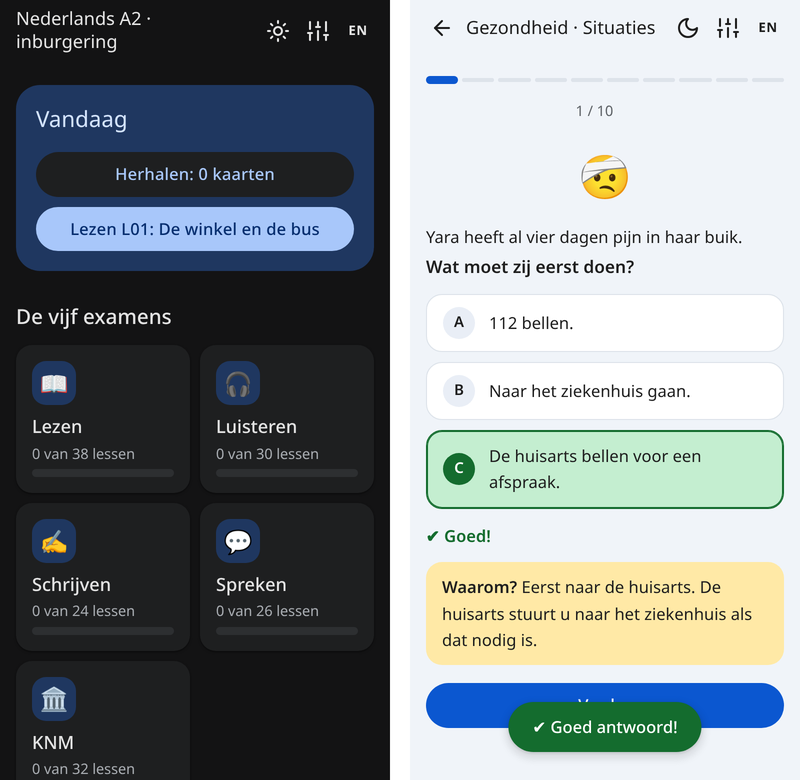 Nederlands A2 ·
inburgering
EN
Vandaag
Herhalen: 0 kaarten
Lezen L01: De winkel en de bus
De vijf examens
Lezen
0 van 38 lessen
Luisteren
0 van 30 lessen
Schrijven
0 van 24 lessen
Spreken
0 van 26 lessen
KNM
0 van 32 lessen
Gezondheid · Situaties
EN
1 / 10
Yara heeft al vier dagen pijn in haar buik.
Wat moet zij eerst doen?
A
112 bellen.
B
Naar het ziekenhuis gaan.
C
De huisarts bellen voor een
afspraak.
✔ Goed!
Waarom? Eerst naar de huisarts. De
huisarts stuurt u naar het ziekenhuis als
dat nodig is.
✔ Goed antwoord!